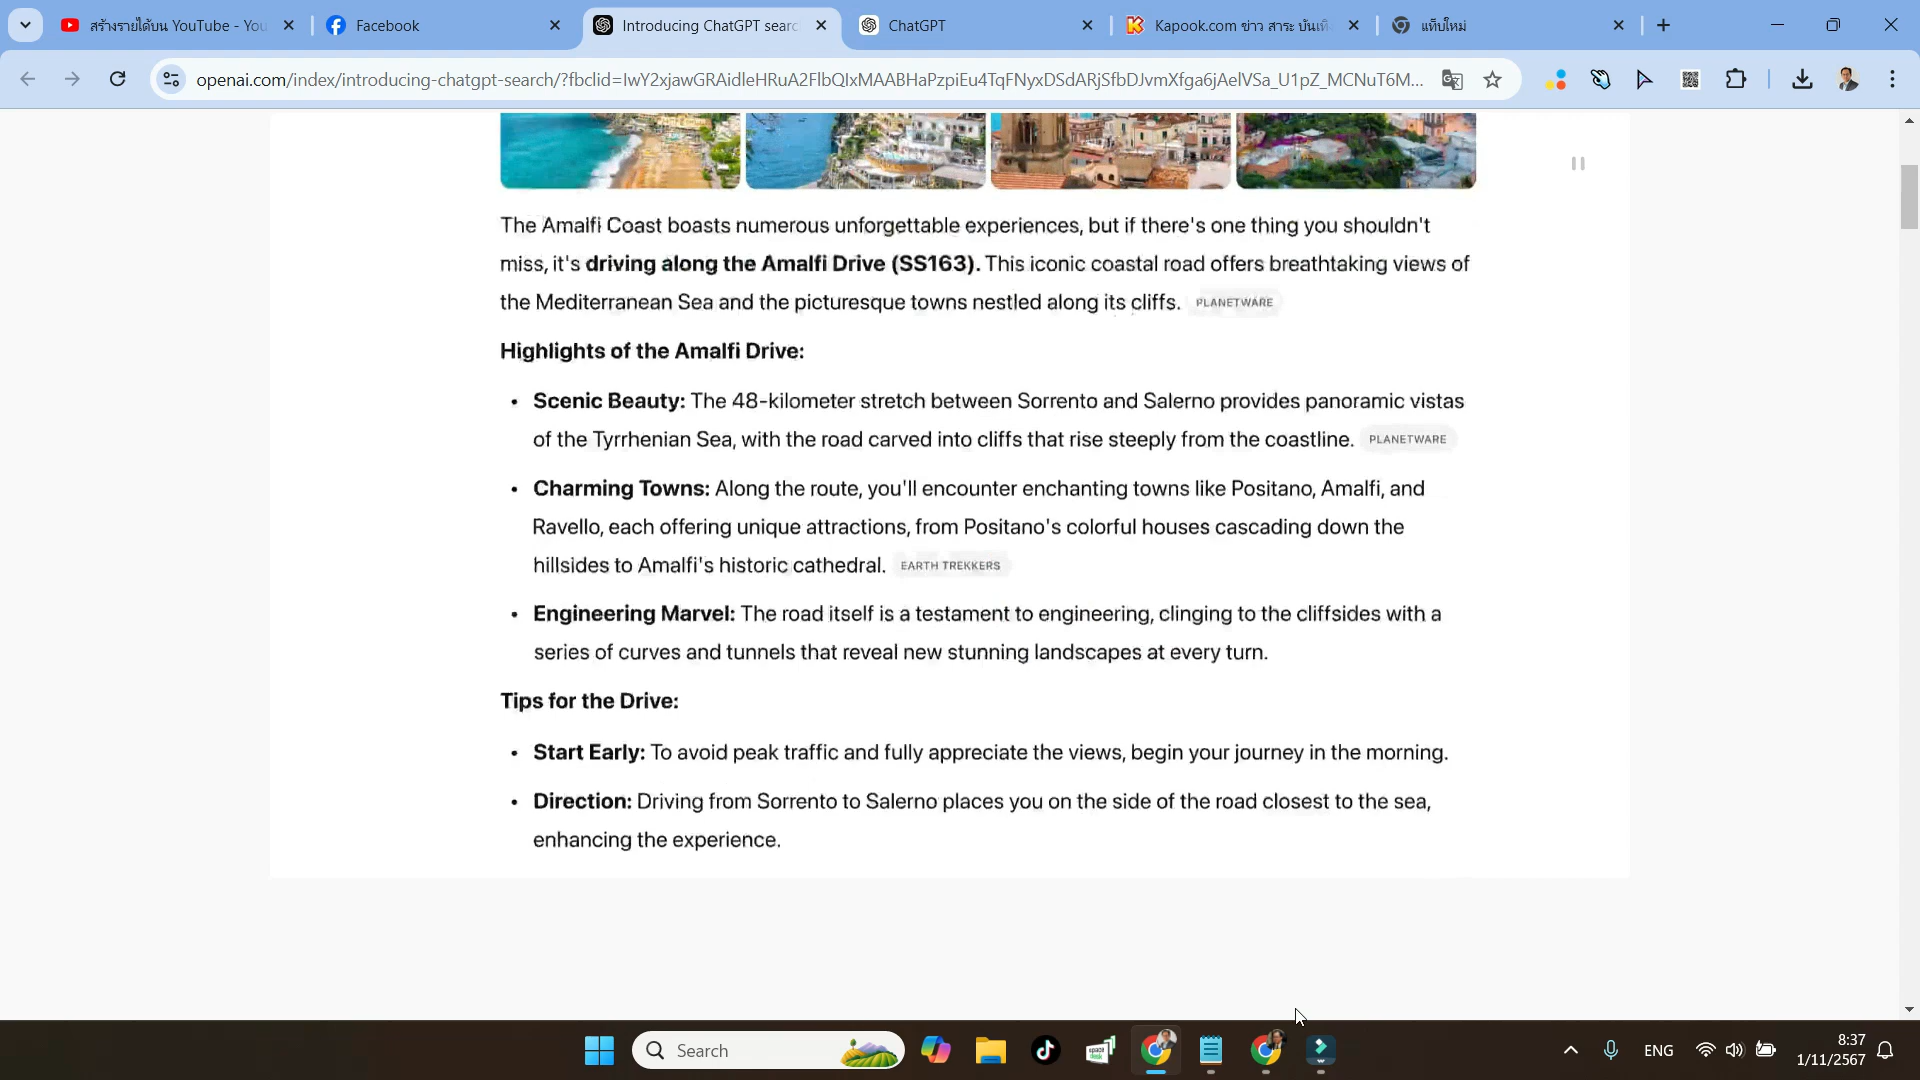 สร้างรายได้บน YouTube - You
Facebook
Introducing ChatGPT searc
ChatGPT
Kapook.com ข่าว สาระ บันเทิ
แท็บใหม่
openai.com/index/introducing-chatgpt-search/?fbclid=IwY2xjawGRAidleHRuA2FlbQIxMAABHaPzpiEu4TqFNyxDSdARjSfbDJvmXfga6jAelVSa_U1pZ_MCNuT6M...
The Amalfi Coast boasts numerous unforgettable experiences, but if there's one thing you shouldn't
miss, it's driving along the Amalfi Drive (SS163). This iconic coastal road offers breathtaking views of
the Mediterranean Sea and the picturesque towns nestled along its cliffs. PLANETWARE
Highlights of the Amalfi Drive:
• Scenic Beauty: The 48-kilometer stretch between Sorrento and Salerno provides panoramic vistas
of the Tyrrhenian Sea, with the road carved into cliffs that rise steeply from the coastline. PLANETWARE
• Charming Towns: Along the route, you'll encounter enchanting towns like Positano, Amalfi, and
Ravello, each offering unique attractions, from Positano's colorful houses cascading down the
hillsides to Amalfi's historic cathedral. EARTH TREKKERS
• Engineering Marvel: The road itself is a testament to engineering, clinging to the cliffsides with a
series of curves and tunnels that reveal new stunning landscapes at every turn.
Tips for the Drive:
• Start Early: To avoid peak traffic and fully appreciate the views, begin your journey in the morning.
• Direction: Driving from Sorrento to Salerno places you on the side of the road closest to the sea,
enhancing the experience.
Search
space desk
ENG
8:37
1/11/2567